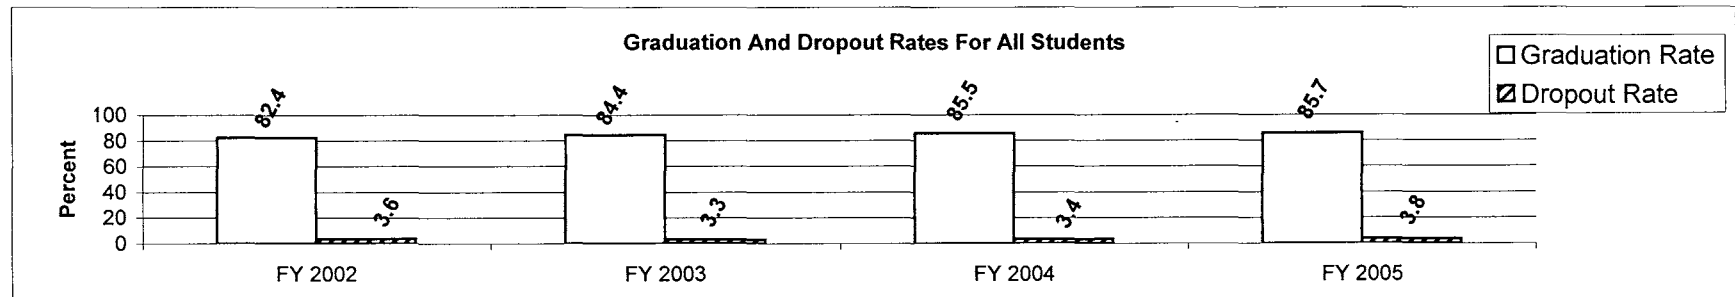 Graduation And Dropout Rates For All Students
Graduation Rate
Dropout Rate
Percent
100
80
60
40
20
0
82.4
3.6
84.4
3.3
85.5
3.4
85.7
3.8
FY 2002
FY 2003
FY 2004
FY 2005